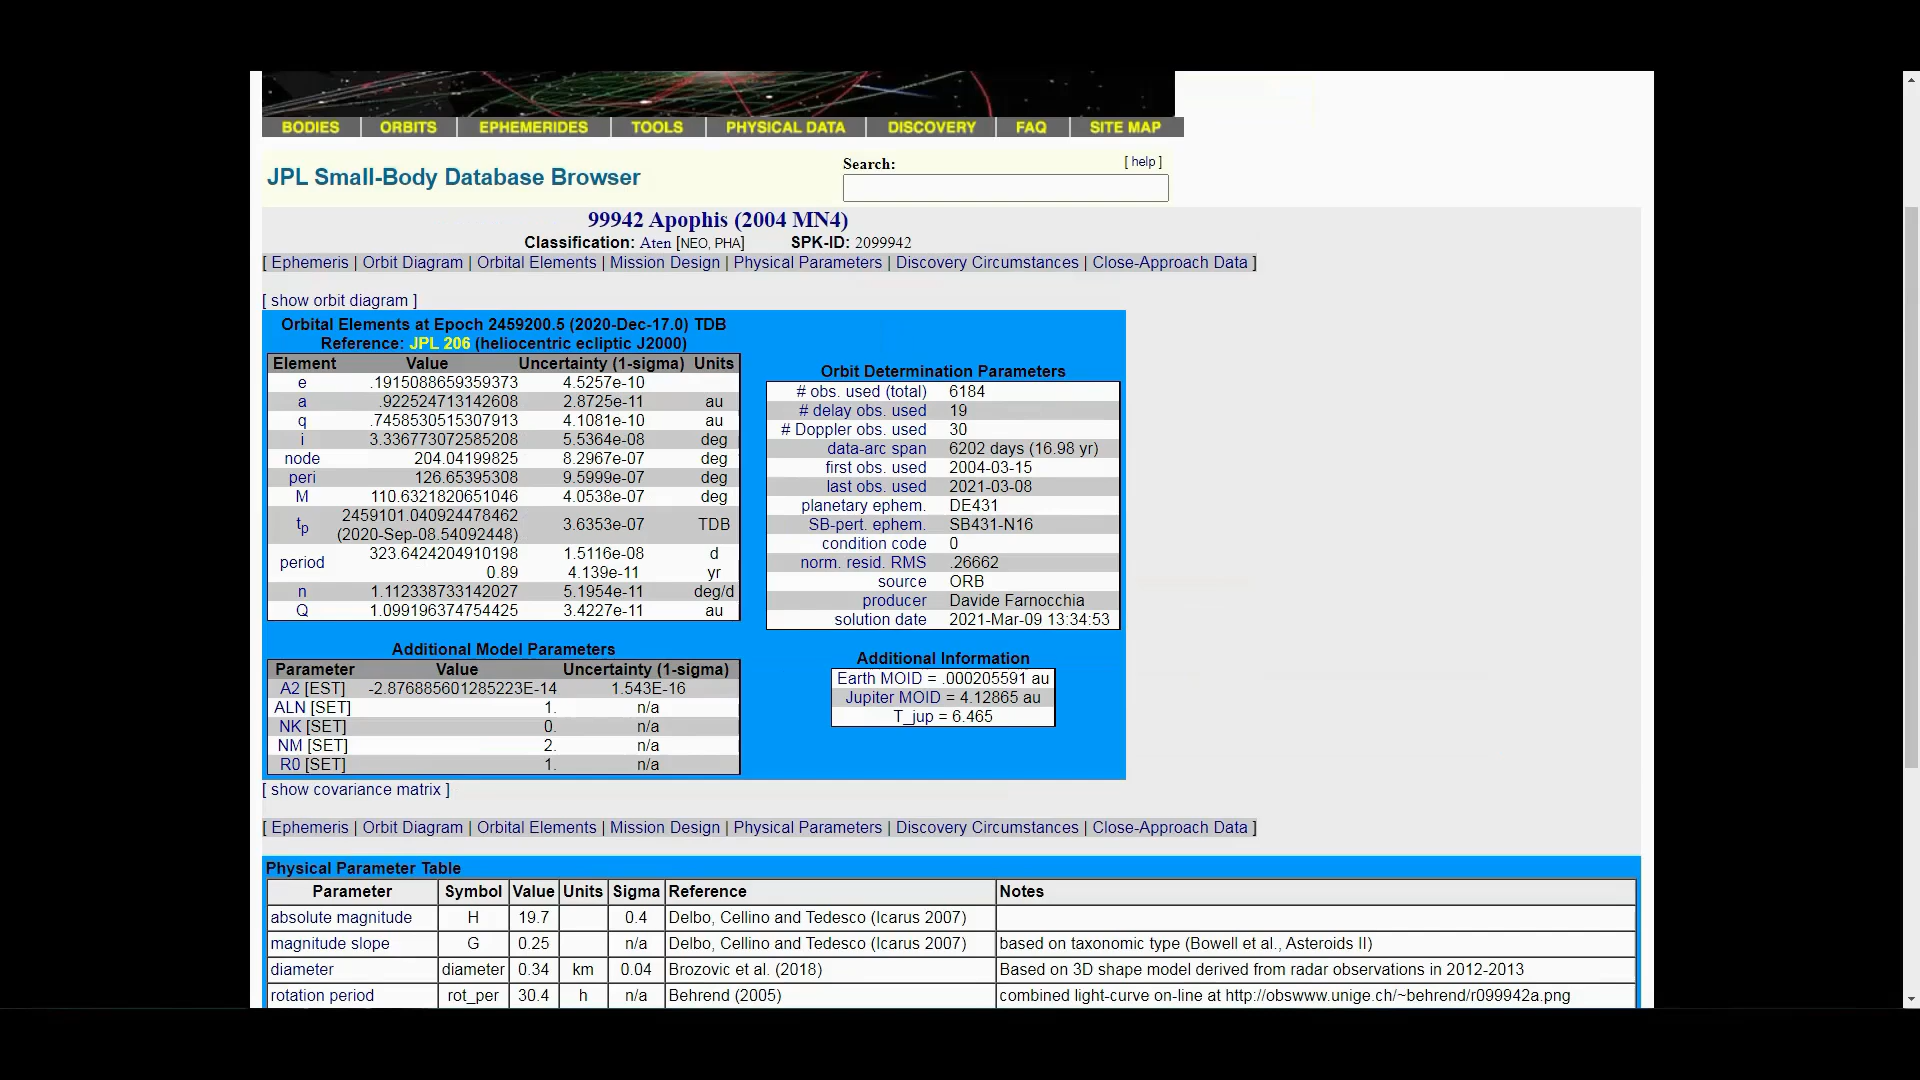 BODIES ORBITS EPHEMERIDES TOOLS PHYSICAL DATA DISCOVERY FAQ SITE MAP
JPL Small-Body Database Browser
Search: [ help ]
99942 Apophis (2004 MN4)
Classification: Aten [NEO, PHA] SPK-ID: 2099942
[ Ephemeris | Orbit Diagram | Orbital Elements | Mission Design | Physical Parameters | Discovery Circumstances | Close-Approach Data ]
[ show orbit diagram ]
Orbital Elements at Epoch 2459200.5 (2020-Dec-17.0) TDB
Reference: JPL 206 (heliocentric ecliptic J2000)
Element Value Uncertainty (1-sigma) Units
e .1915088659359373 4.5257e-10
a .922524713142608 2.8725e-11 au
q .7458530515307913 4.1081e-10 au
i 3.336773072585208 5.5364e-08 deg
node 204.04199825 8.2967e-07 deg
peri 126.65395308 9.5999e-07 deg
M 110.6321820651046 4.0538e-07 deg
tp 2459101.040924478462 3.6353e-07 TDB
(2020-Sep-08.54092448)
period 323.6424204910198 1.5116e-08 d
0.89 4.139e-11 yr
n 1.112338733142027 5.1954e-11 deg/d
Q 1.099196374754425 3.4227e-11 au
Orbit Determination Parameters
# obs. used (total) 6184
# delay obs. used 19
# Doppler obs. used 30
data-arc span 6202 days (16.98 yr)
first obs. used 2004-03-15
last obs. used 2021-03-08
planetary ephem. DE431
SB-pert. ephem. SB431-N16
condition code 0
norm. resid. RMS .26662
source ORB
producer Davide Farnocchia
solution date 2021-Mar-09 13:34:53
Additional Model Parameters
Parameter Value Uncertainty (1-sigma)
A2 [EST] -2.876885601285223E-14 1.543E-16
ALN [SET] 1. n/a
NK [SET] 0. n/a
NM [SET] 2. n/a
R0 [SET] 1. n/a
Additional Information
Earth MOID = .000205591 au
Jupiter MOID = 4.12865 au
T_jup = 6.465
[ show covariance matrix ]
[ Ephemeris | Orbit Diagram | Orbital Elements | Mission Design | Physical Parameters | Discovery Circumstances | Close-Approach Data ]
Physical Parameter Table
Parameter Symbol Value Units Sigma Reference Notes
absolute magnitude H 19.7 0.4 Delbo, Cellino and Tedesco (Icarus 2007)
magnitude slope G 0.25 n/a Delbo, Cellino and Tedesco (Icarus 2007) based on taxonomic type (Bowell et al., Asteroids II)
diameter diameter 0.34 km 0.04 Brozovic et al. (2018) Based on 3D shape model derived from radar observations in 2012-2013
rotation period rot_per 30.4 h n/a Behrend (2005) combined light-curve on-line at http://obswww.unige.ch/~behrend/r099942a.png